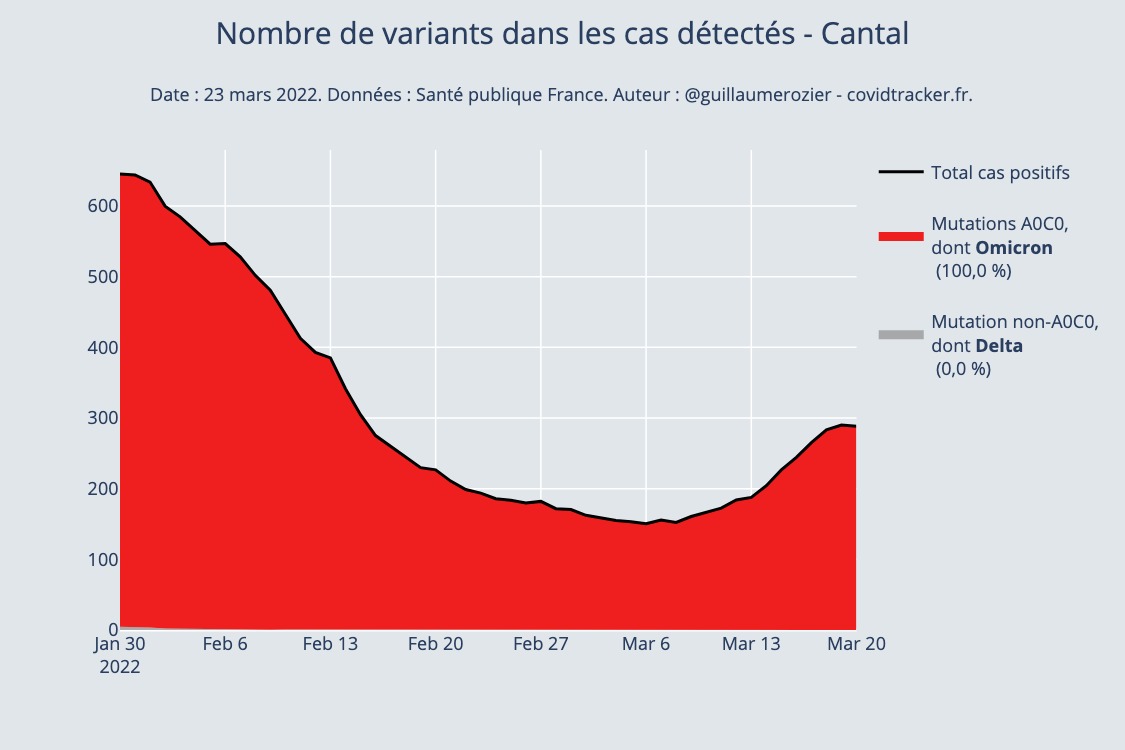 Nombre de variants dans les cas détectés - Cantal
Date : 23 mars 2022. Données : Santé publique France. Auteur : @guillaumerozier - covidtracker.fr.
600
500
400
300
200
100
0
Jan 30
2022
Feb 6
Feb 13
Feb 20
Feb 27
Mar 6
Mar 13
Mar 20
Total cas positifs
Mutations A0C0,
dont Omicron
(100,0 %)
Mutation non-A0C0,
dont Delta
(0,0 %)